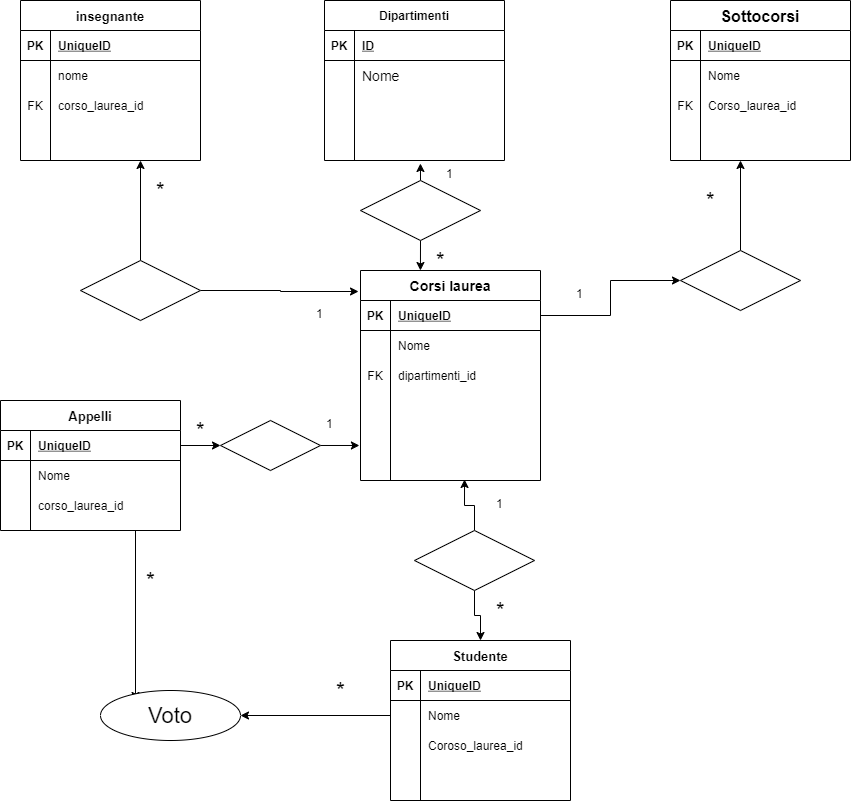 insegnante
PK UniqueID
nome
FK corso_laurea_id
*
Dipartimenti
PK ID
Nome
1
*
Sottocorsi
PK UniqueID
Nome
FK Corso_laurea_id
*
1
1
Corsi laurea
PK UniqueID
Nome
FK dipartimenti_id
Appelli
PK UniqueID
Nome
corso_laurea_id
*
1
*
1
*
Studente
PK UniqueID
Nome
Coroso_laurea_id
*
Voto